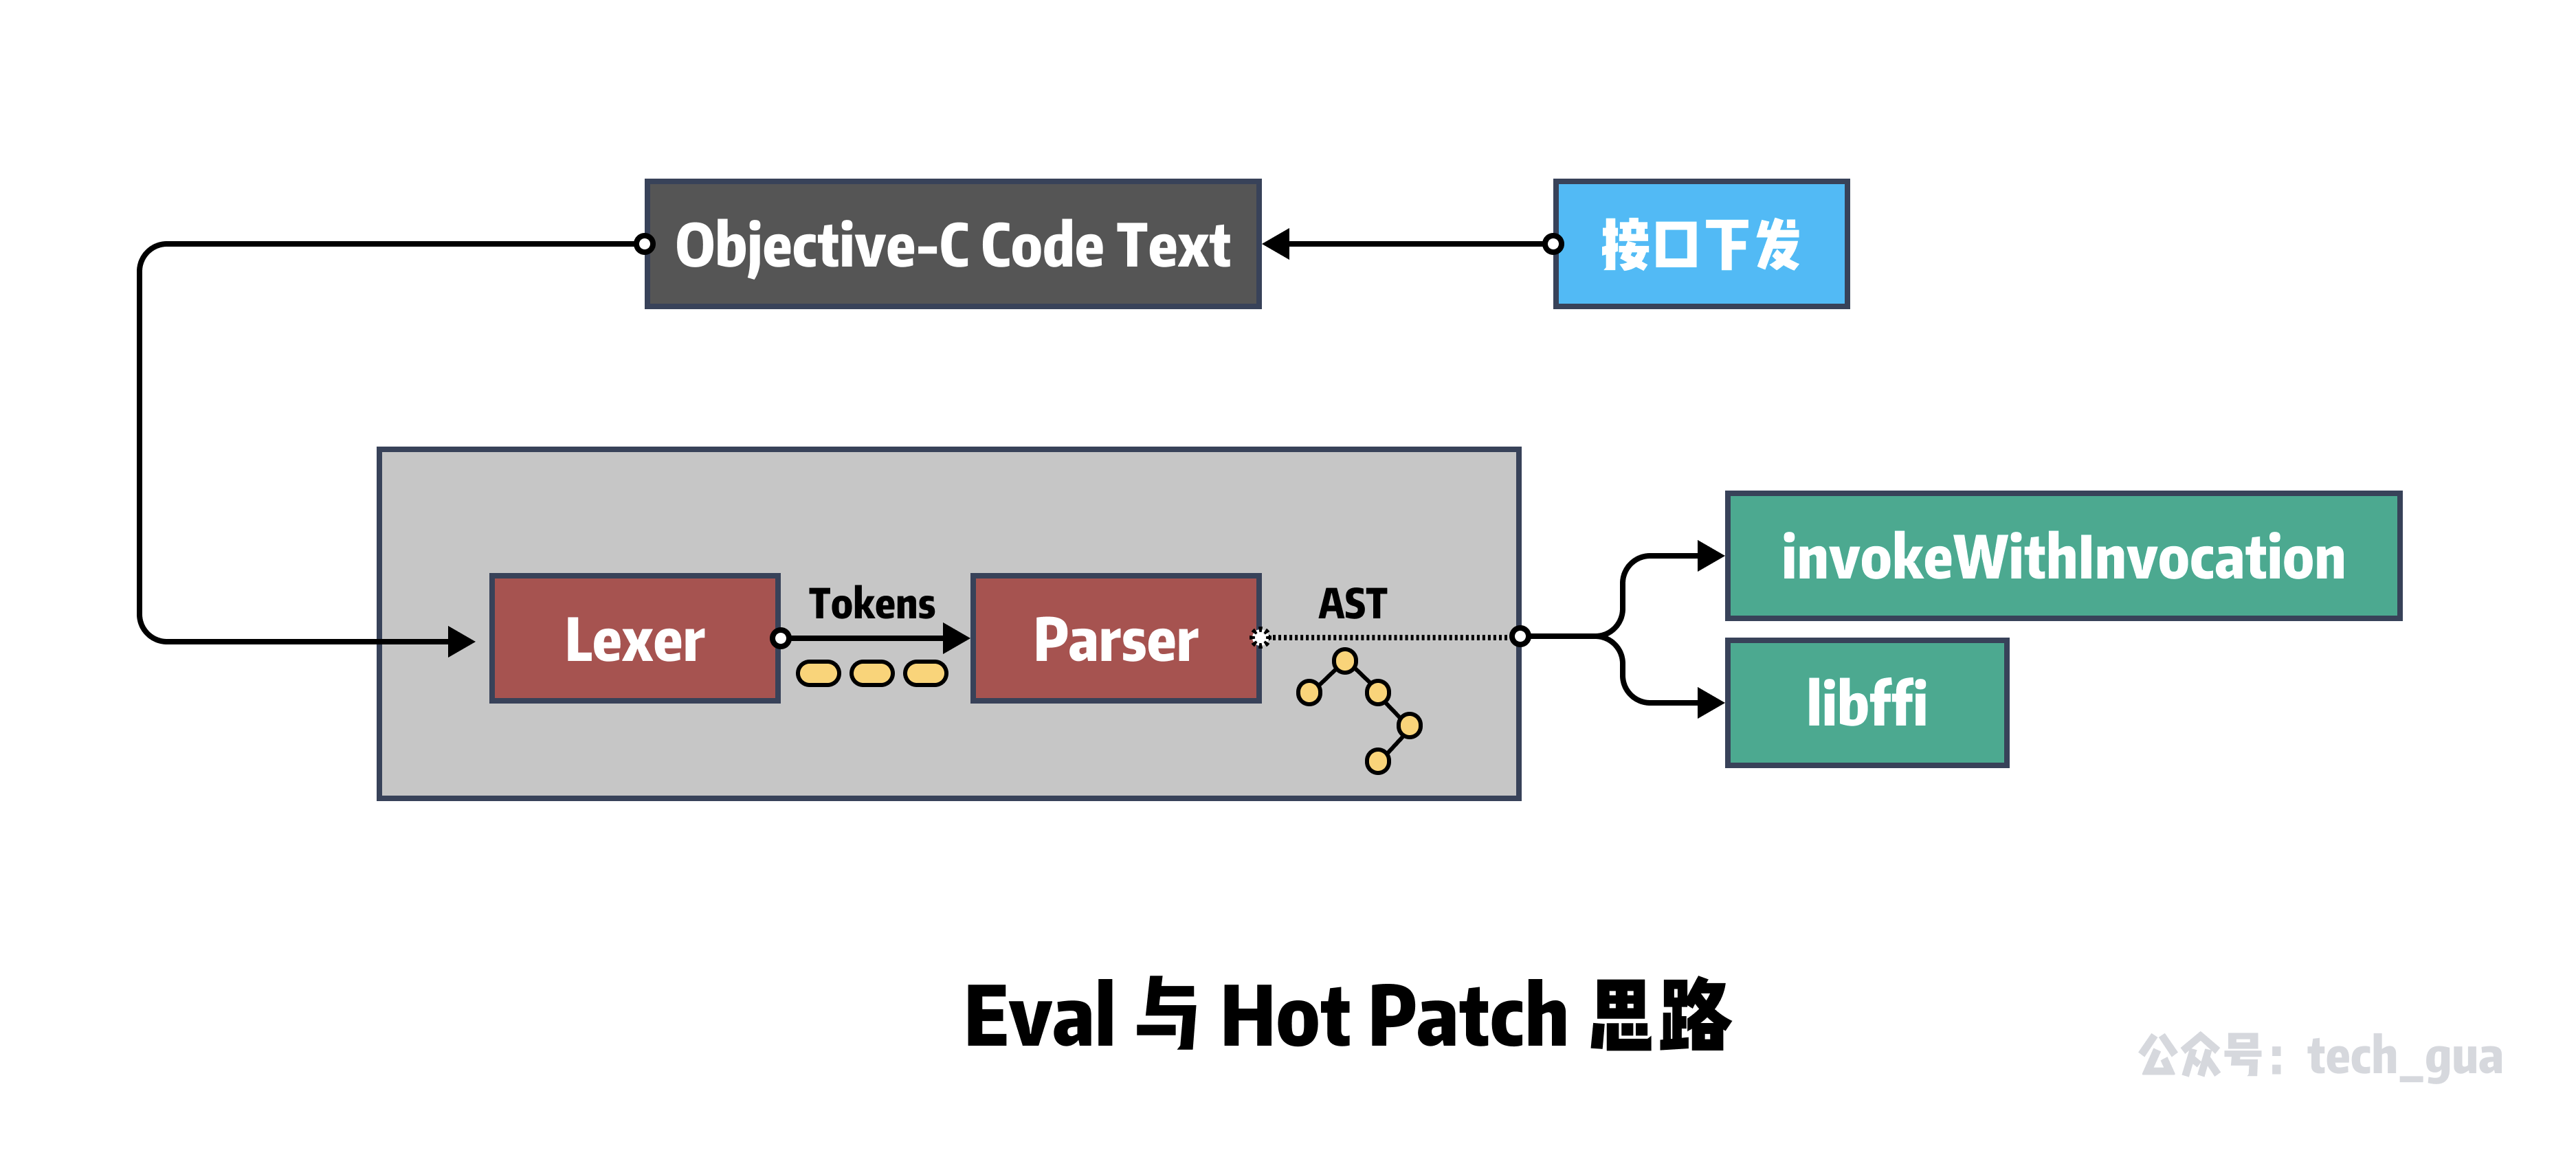 Objective-C Code Text
接口下发
Lexer
Tokens
Parser
AST
invokeWithInvocation
libffi
Eval 与 Hot Patch 思路
公众号：tech_gua